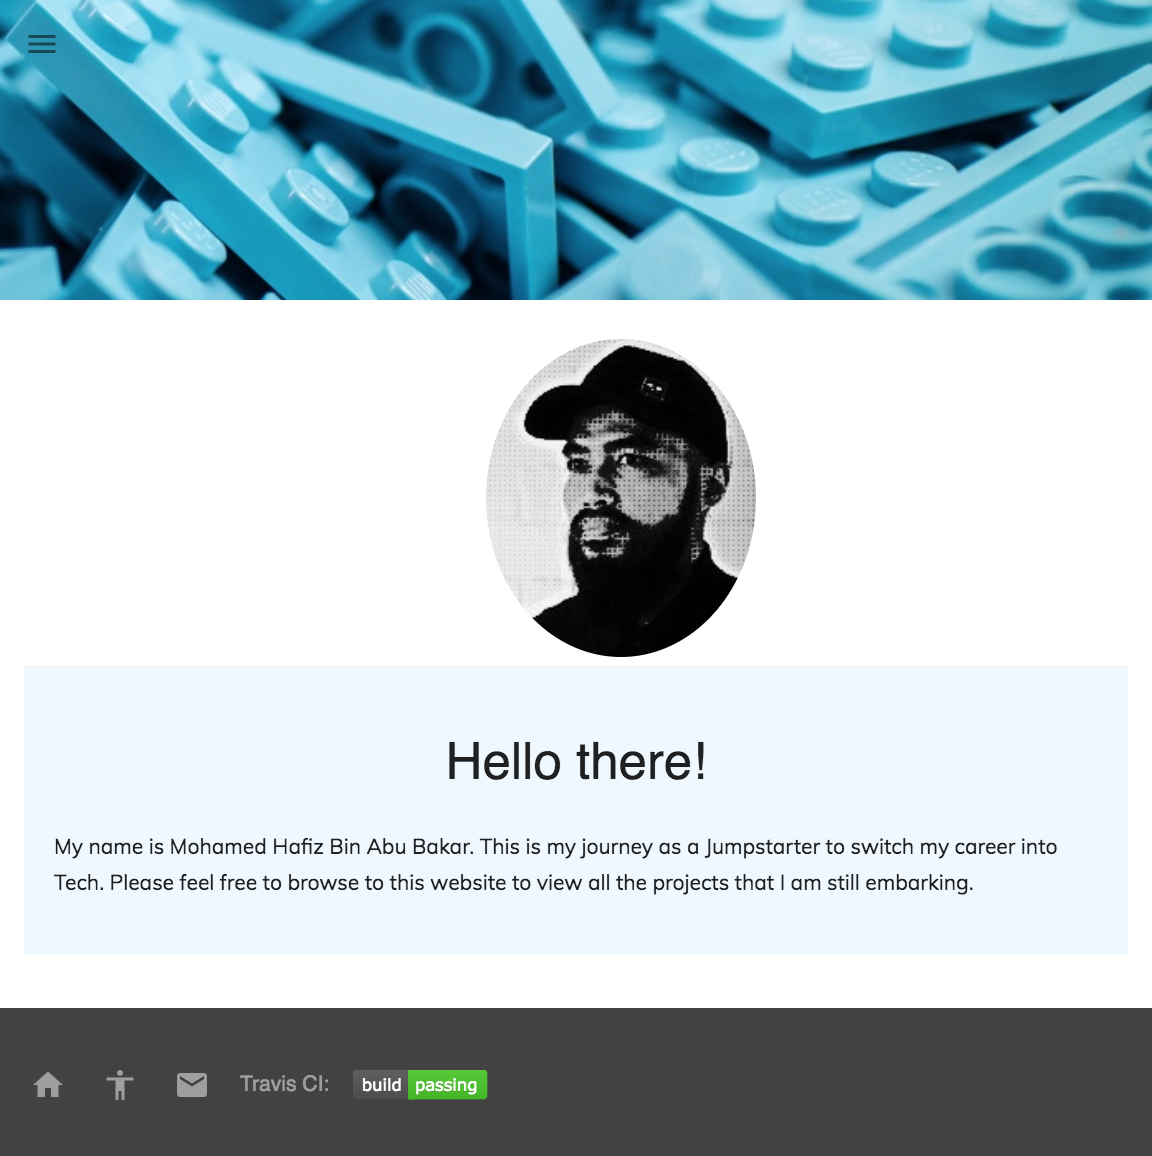 Hello there!
My name is Mohamed Hafiz Bin Abu Bakar. This is my journey as a Jumpstarter to switch my career into
Tech. Please feel free to browse to this website to view all the projects that I am still embarking.
Travis CI: build passing